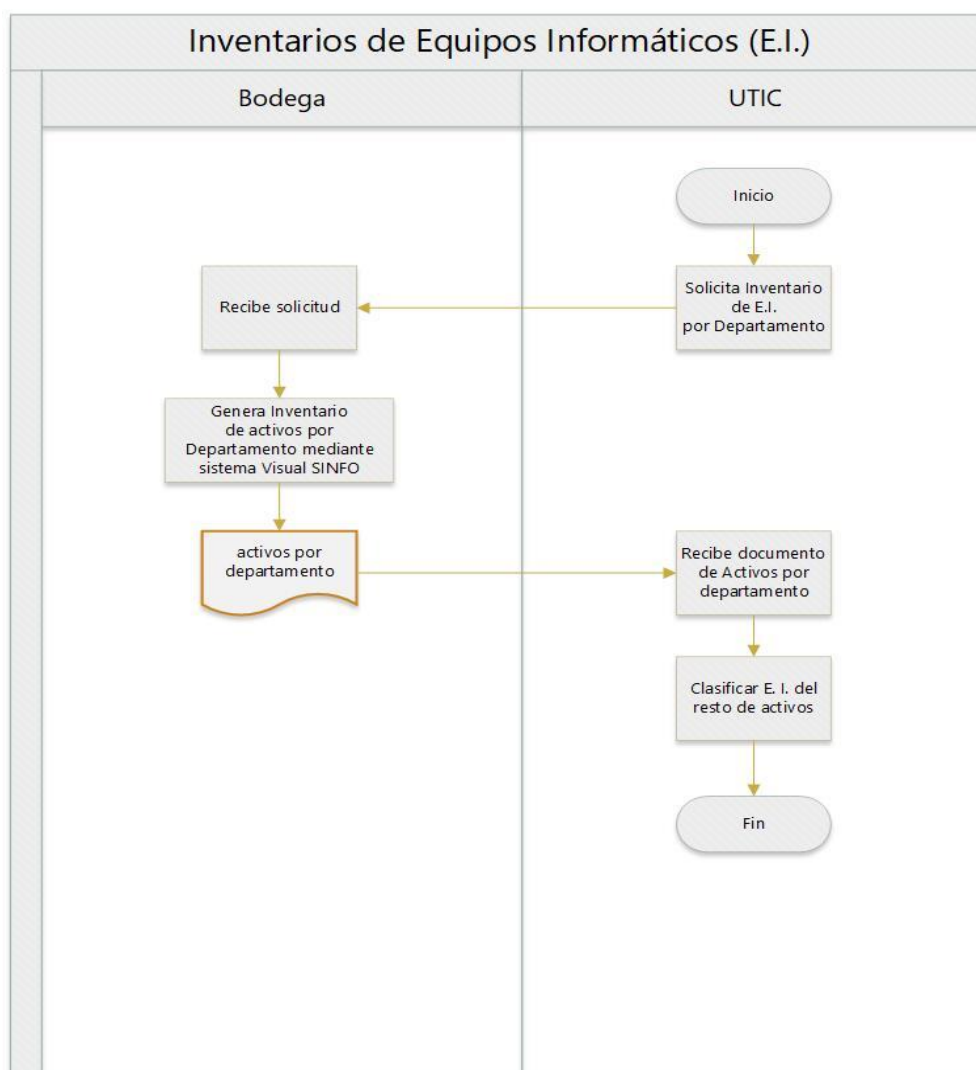 Inventarios de Equipos Informáticos (E.I.)
Bodega
UTIC
Inicio
Solicita Inventario
de E.I.
por Departamento
Recibe solicitud
Genera Inventario
de activos por
Departamento mediante
sistema Visual SINFO
activos por
departamento
Recibe documento
de Activos por
departamento
Clasificar E. I. del
resto de activos
Fin